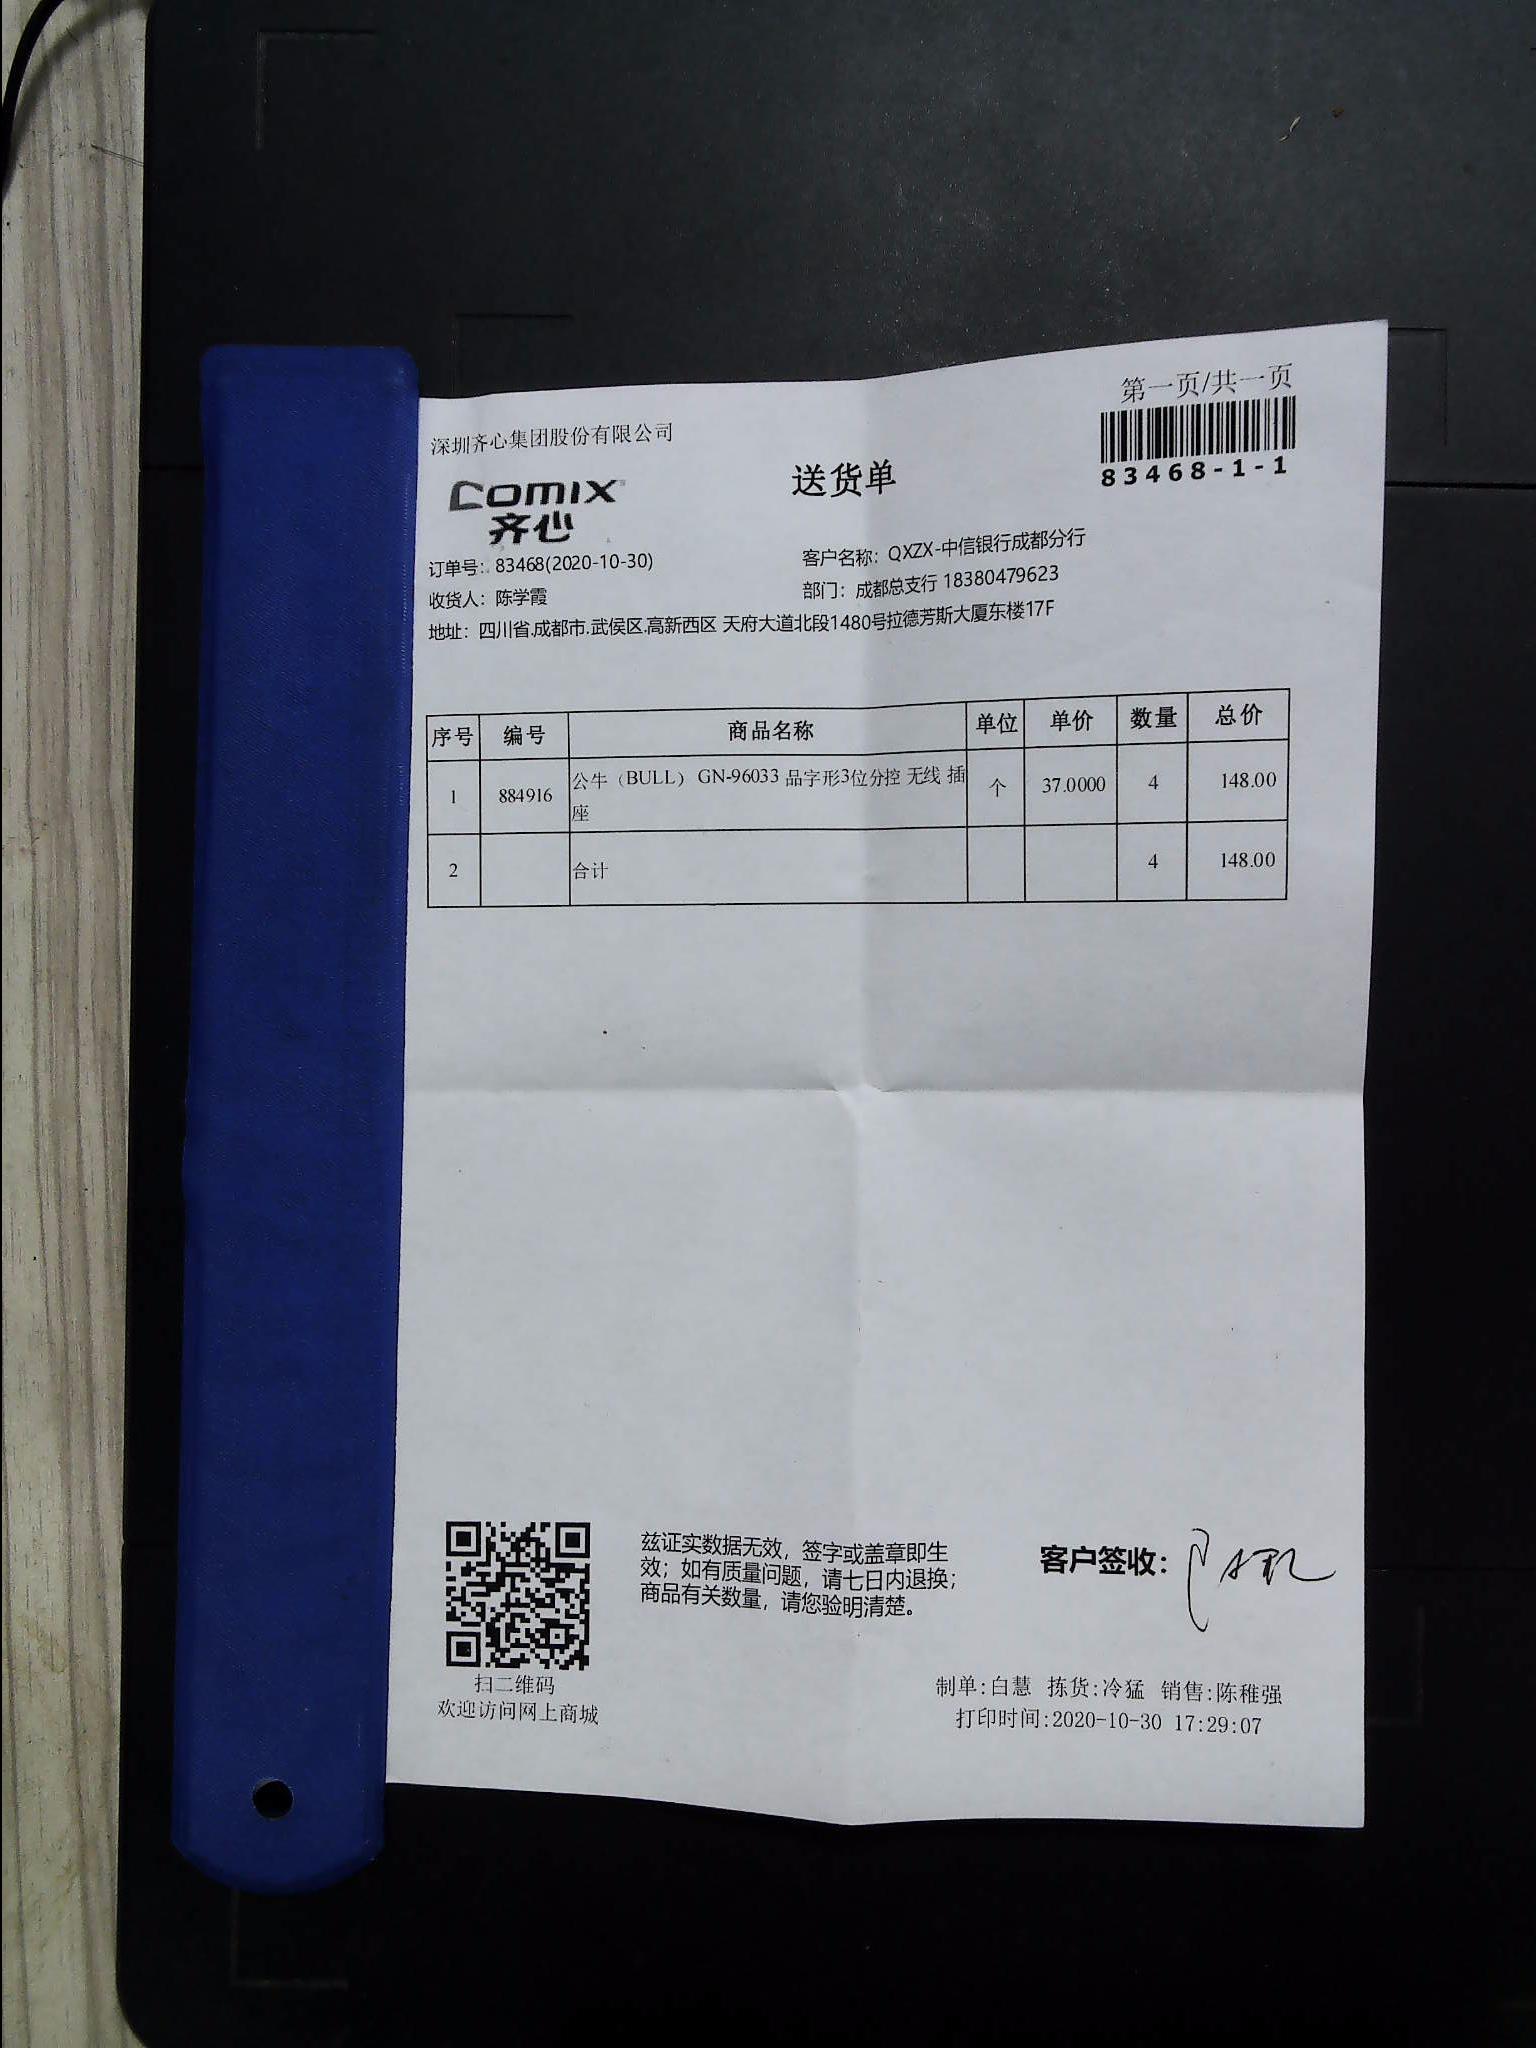 第一页/共一页
深圳齐心集团股份有限公司
83468-1-1
comix
齐心
送货单
订单号：83468(2020-10-30)
客户名称：QXZX-中信银行成都分行
收货人：陈学霞
部门：成都总支行 18380479623
地址：四川省.成都市.武侯区.高新西区 天府大道北段1480号拉德芳斯大厦东楼17F
序号 编号 商品名称 单位 单价 数量 总价
1 884916 公牛（BULL） GN-96033 品字形3位分控 无线 插 个 37.0000 4 148.00
座
2 合计 4 148.00
兹证实数据无效，签字或盖章即生
效；如有质量问题，请七日内退换；
商品有关数量，请您验明清楚。
客户签收：
扫二维码
欢迎访问网上商城
制单:白慧 拣货:冷猛 销售:陈稚强
打印时间:2020-10-30 17:29:07